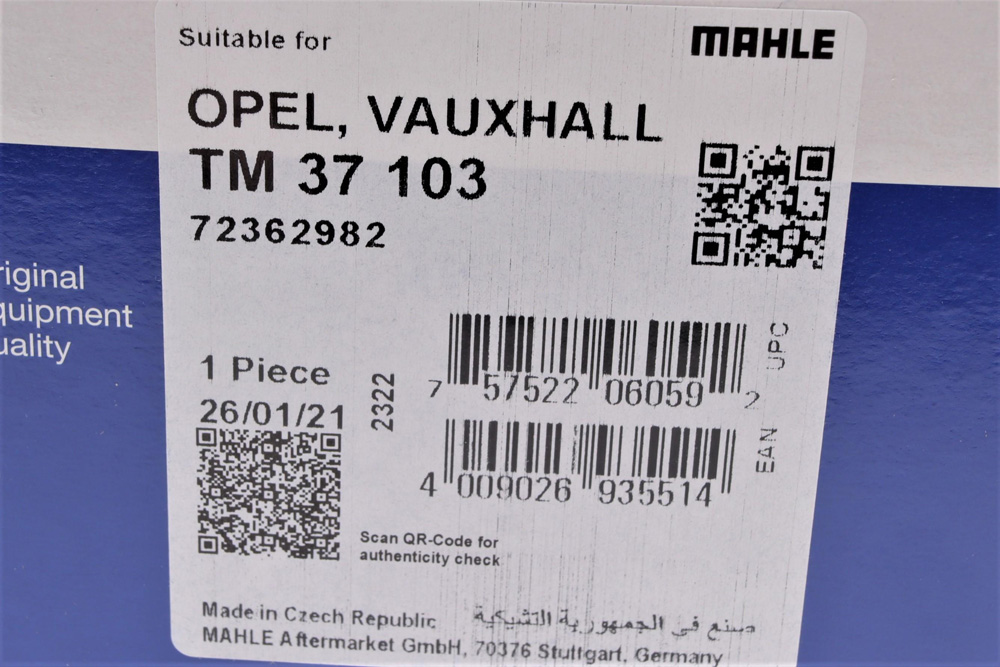 Suitable for
MAHLE
OPEL, VAUXHALL
TM 37 103
72362982
riginal
quipment
uality
UPC
7 57522 06059 2
1 Piece
2322
26/01/21
EAN
4 009026 935514
Scan QR-Code for
authenticity check
Made in Czech Republic صنع في الجمهورية التشيكية
MAHLE Aftermarket GmbH, 70376 Stuttgart, Germany